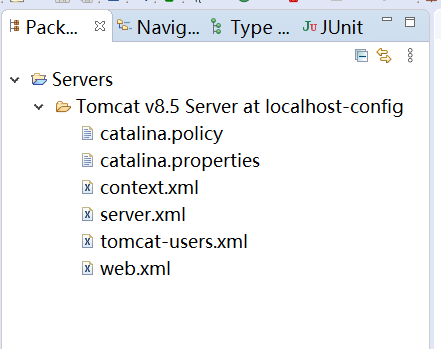 Pack... Navig... Type ... JUnit
Servers
Tomcat v8.5 Server at localhost-config
catalina.policy
catalina.properties
context.xml
server.xml
tomcat-users.xml
web.xml